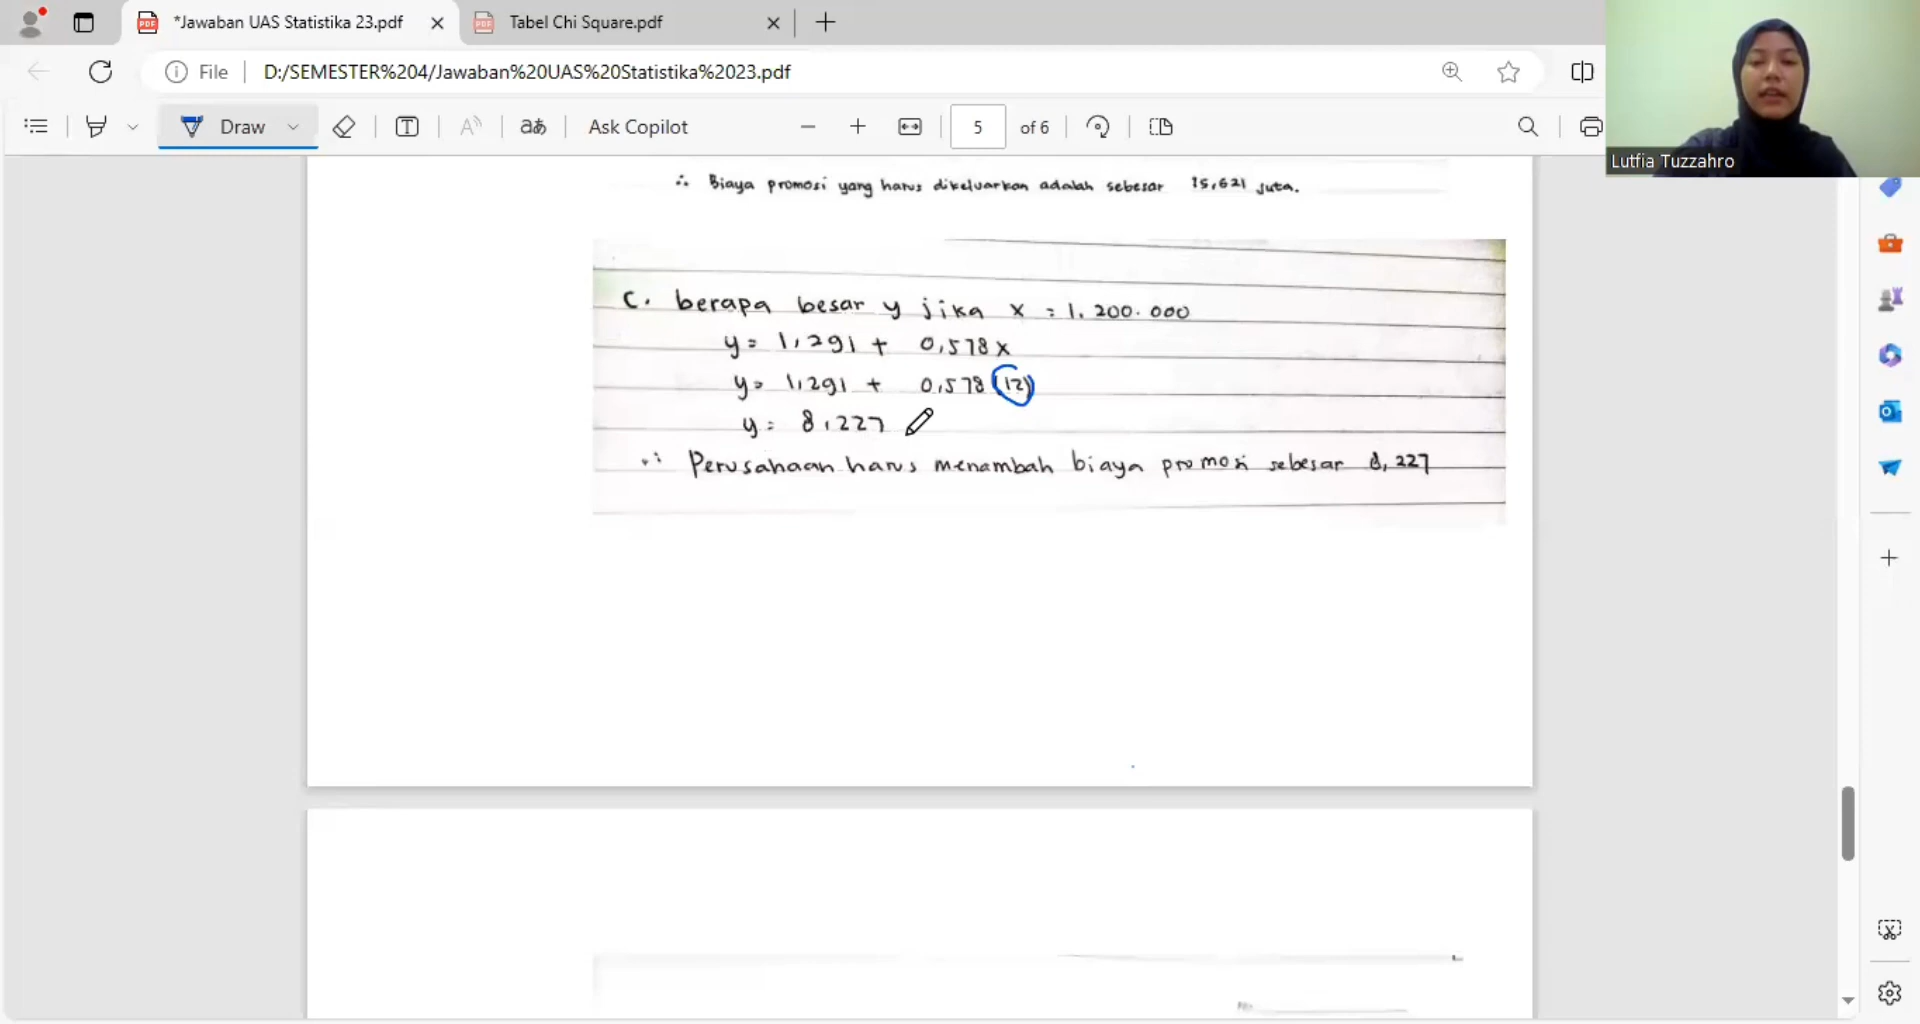 *Jawaban UAS Statistika 23.pdf
Tabel Chi Square.pdf
File
D:/SEMESTER%204/Jawaban%20UAS%20Statistika%2023.pdf
Draw
Ask Copilot
5
of 6
Lutfia Tuzzahro
∴ Biaya promosi yang harus dikeluarkan adalah sebesar 15,621 juta.
C. berapa besar y jika x = 1.200.000
y = 1,291 + 0,578 x
y = 1,291 + 0,578 (12)
y = 8,227
∴ Perusahaan harus menambah biaya promosi sebesar 8,227